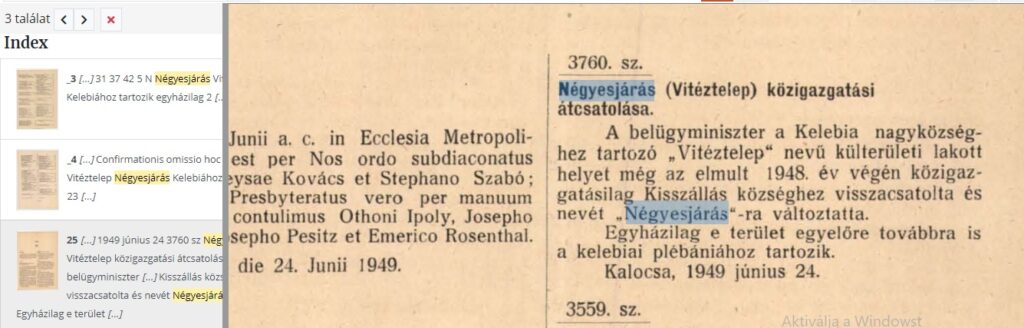 3 találat
Index
_3 [...] 31 37 42 5 N Négyesjárás Vi
Kelebiához tartozik egyházilag 2 [...]
_4 [...] Confirmationis omissio hoc
Vitéztelep Négyesjárás Kelebiához
23 [...]
25 [...] 1949 június 24 3760 sz Nég
Vitéztelep közigazgatási átcsatolás
belügyminiszter [...] Kisszállás közs
visszacsatolta és nevét Négyesjárá
Egyházilag e terület [...]
Junii a. c. in Ecclesia Metropoli-
est per Nos ordo subdiaconatus
eysae Kovács et Stephano Szabó;
Presbyteratus vero per manuum
contulimus Othoni Ipoly, Josepho
osepho Pesitz et Emerico Rosenthal.
die 24. Junii 1949.
3760. sz.
Négyesjárás (Vitéztelep) közigazgatási
átcsatolása.
A belügyminiszter a Kelebia nagyközség-
hez tartozó „Vitéztelep“ nevű külterületi lakott
helyet még az elmult 1948. év végén közigaz-
gatásilag Kisszállás községhez visszacsatolta és
nevét „Négyesjárás“-ra változtatta.
Egyházilag e terület egyelőre továbbra is
a kelebiai plébániához tartozik.
Kalocsa, 1949 június 24.
3559. sz.
Aktiválja a Windowst